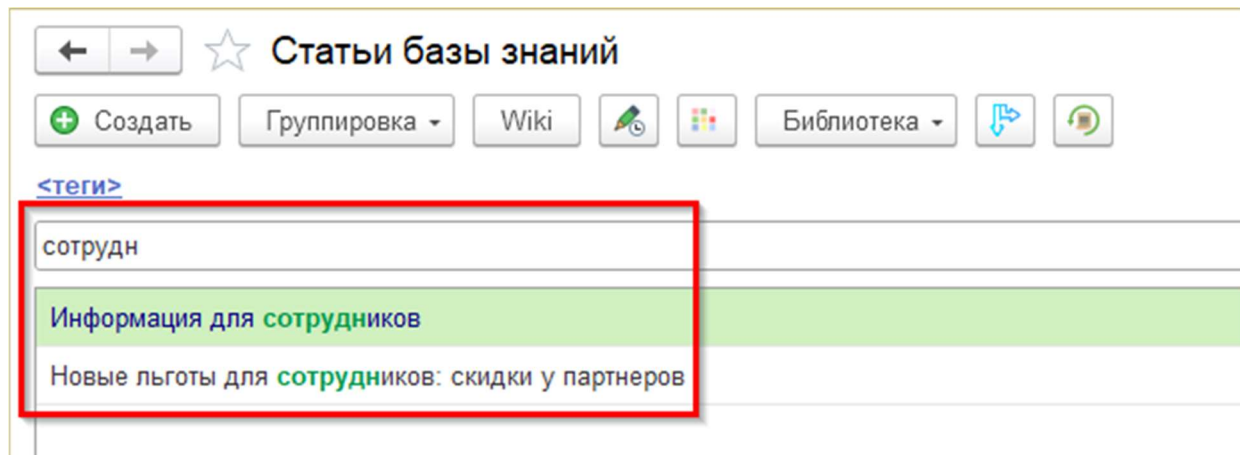 Статьи базы знаний
Создать Группировка Wiki Библиотека
<теги>
сотрудн
Информация для сотрудников
Новые льготы для сотрудников: скидки у партнеров